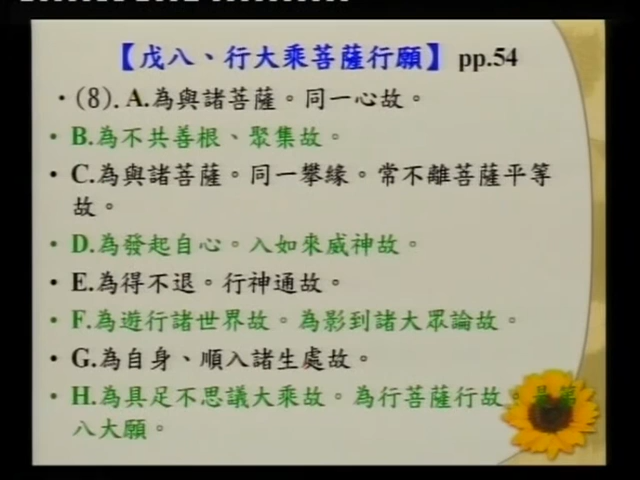 【戊八、行大乘菩薩行願】 pp.54
·(8). A.為與諸菩薩。同一心故。
• B.為不共善根、聚集故。
• C.為與諸菩薩。同一攀緣。常不離菩薩平等
故。
• D.為發起自心。入如來威神故。
• E.為得不退。行神通故。
• F.為遊行諸世界故。為影到諸大眾論故。
• G.為自身、順入諸生處故。
• H.為具足不思議大乘故。為行菩薩行故。是第
八大願。